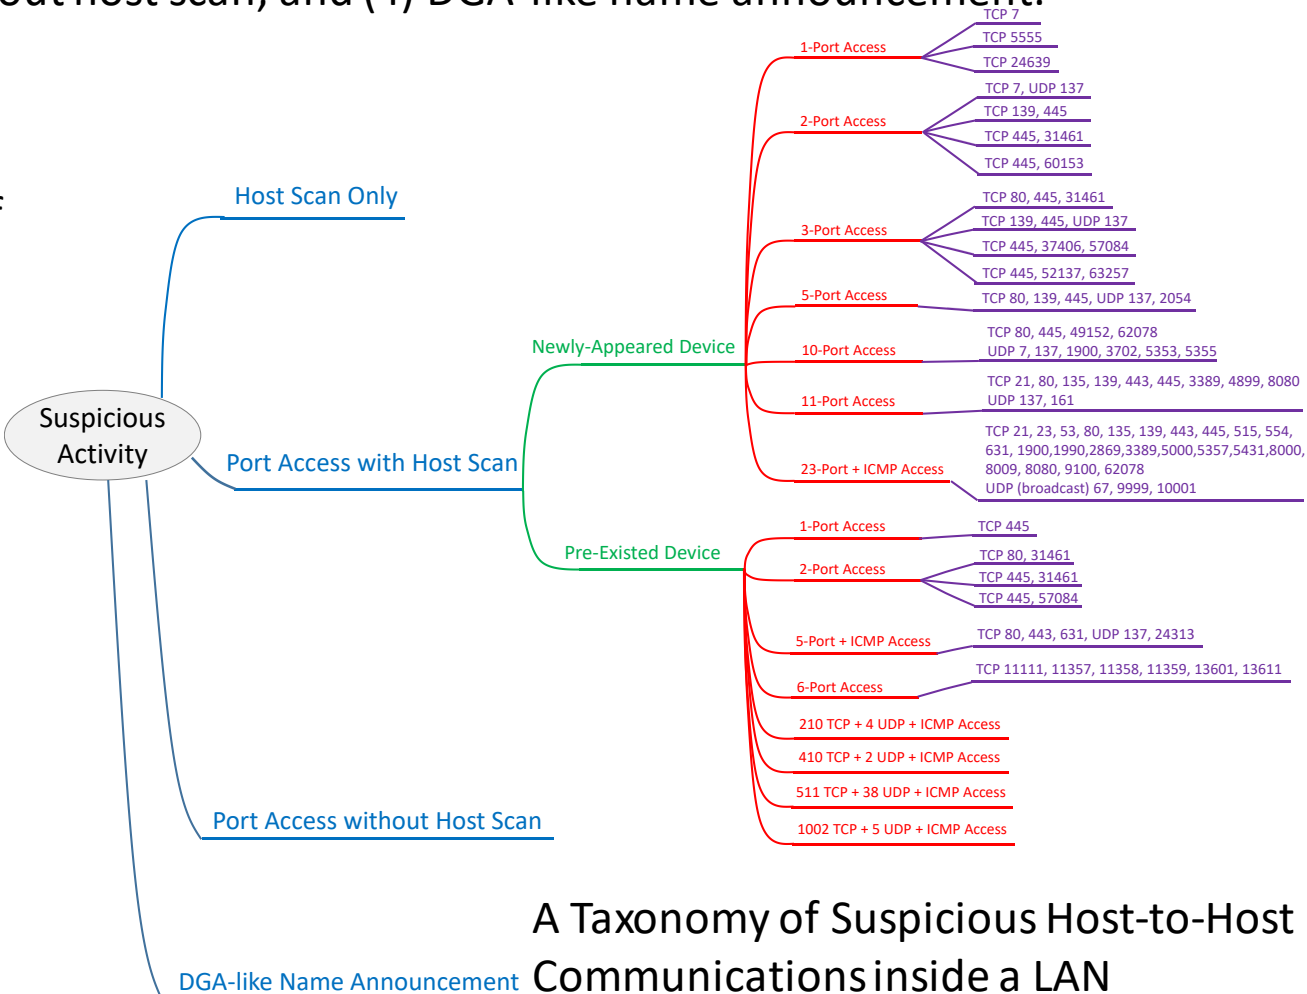 out host scan, and (4) DGA-like name announcement.
Suspicious
Activity
Host Scan Only
Port Access with Host Scan
Newly-Appeared Device
1-Port Access
TCP 7
TCP 5555
TCP 24639
2-Port Access
TCP 7, UDP 137
TCP 139, 445
TCP 445, 31461
TCP 445, 60153
3-Port Access
TCP 80, 445, 31461
TCP 139, 445, UDP 137
TCP 445, 37406, 57084
TCP 445, 52137, 63257
5-Port Access
TCP 80, 139, 445, UDP 137, 2054
10-Port Access
TCP 80, 445, 49152, 62078
UDP 7, 137, 1900, 3702, 5353, 5355
11-Port Access
TCP 21, 80, 135, 139, 443, 445, 3389, 4899, 8080
UDP 137, 161
23-Port + ICMP Access
TCP 21, 23, 53, 80, 135, 139, 443, 445, 515, 554,
631, 1900,1990,2869,3389,5000,5357,5431,8000,
8009, 8080, 9100, 62078
UDP (broadcast) 67, 9999, 10001
Pre-Existed Device
1-Port Access
TCP 445
2-Port Access
TCP 80, 31461
TCP 445, 31461
TCP 445, 57084
5-Port + ICMP Access
TCP 80, 443, 631, UDP 137, 24313
6-Port Access
TCP 11111, 11357, 11358, 11359, 13601, 13611
210 TCP + 4 UDP + ICMP Access
410 TCP + 2 UDP + ICMP Access
511 TCP + 38 UDP + ICMP Access
1002 TCP + 5 UDP + ICMP Access
Port Access without Host Scan
DGA-like Name Announcement
A Taxonomy of Suspicious Host-to-Host
Communications inside a LAN